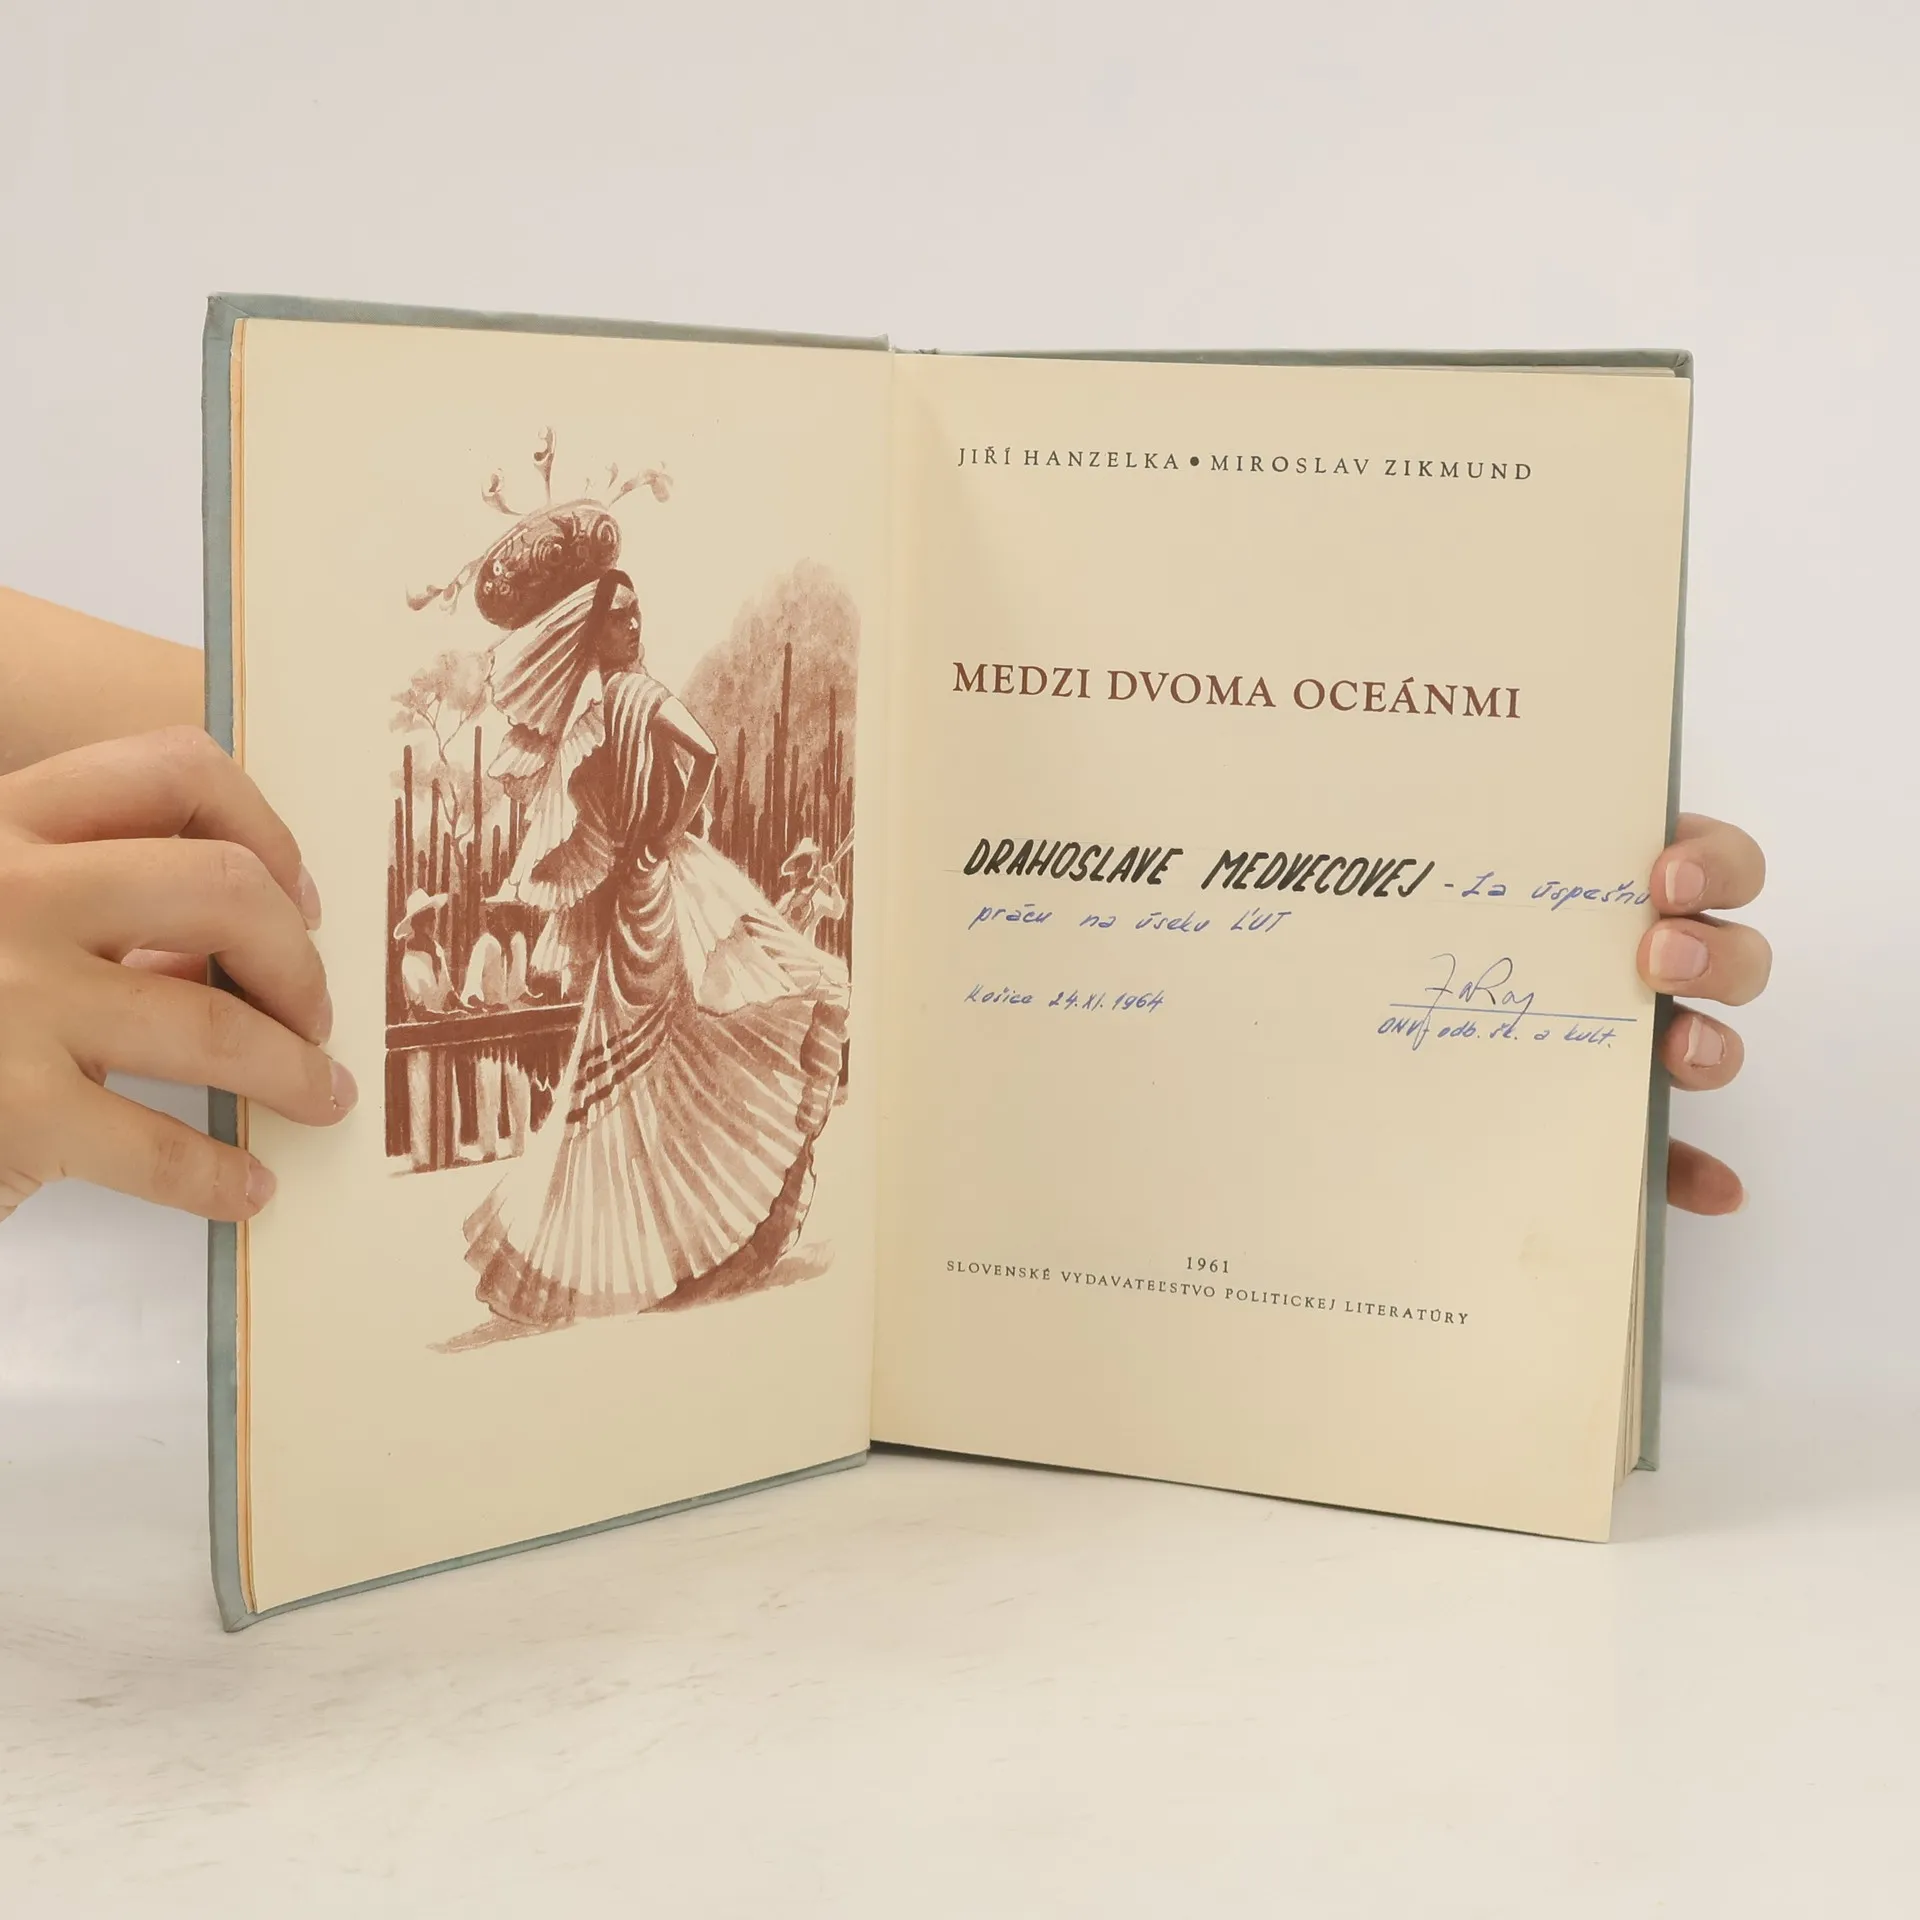 JIŘÍ HANZELKA • MIROSLAV ZIKMUND
MEDZI DVOMA OCEÁNMI
DRAHOSLAVE MEDVECOVEJ - Za úspešnú
prácu na úseku ĽUT
Košice 24.XI.1964
ONV- odb. šk. a kult.
1961
SLOVENSKÉ VYDAVATEĽSTVO POLITICKEJ LITERATÚRY